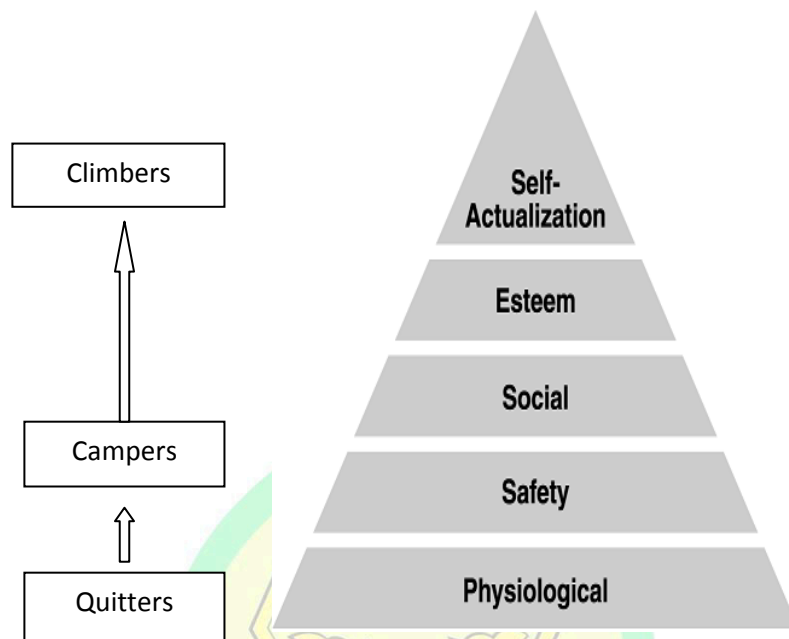 Climbers
Campers
Quitters
Self-
Actualization
Esteem
Social
Safety
Physiological